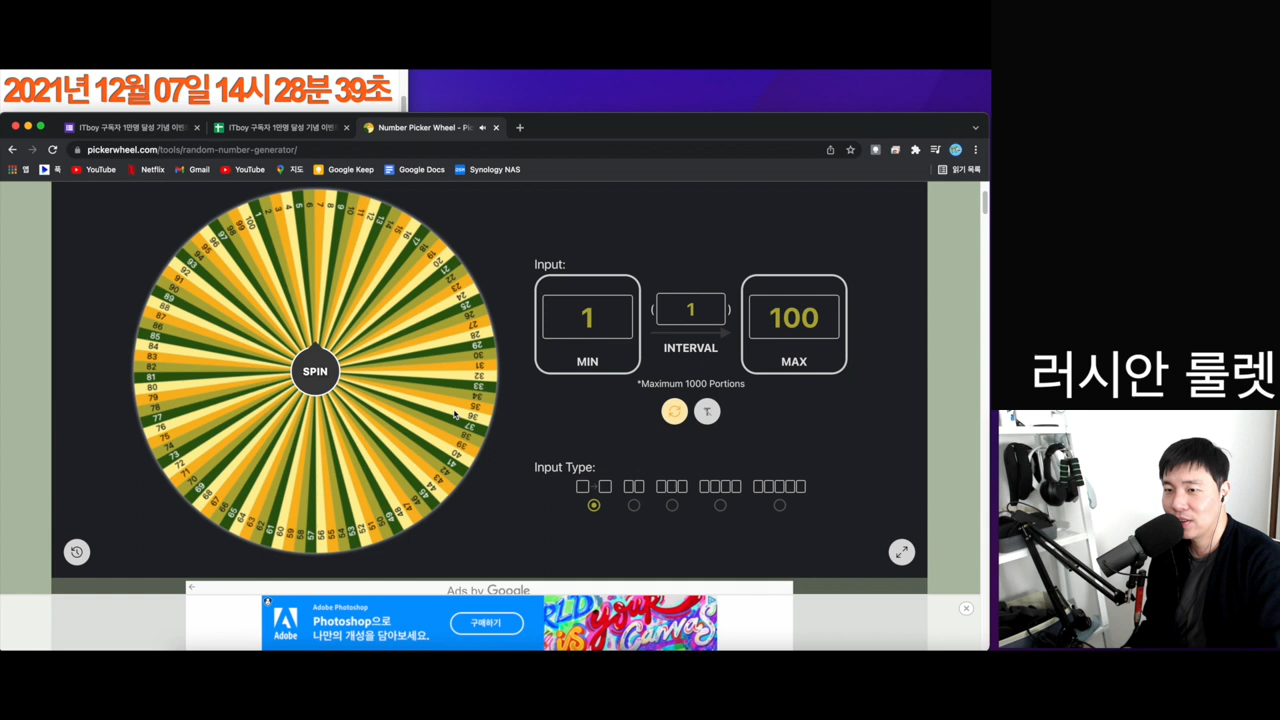 2021년 12월 07일 14시 28분 39초
ITboy 구독자 1만명 달성 기념 이벤
ITboy 구독자 1만명 달성 기념 이벤
Number Picker Wheel - Pic
pickerwheel.com/tools/random-number-generator/
앱
픽
YouTube
Netflix
Gmail
YouTube
지도
Google Keep
Google Docs
Synology NAS
읽기 목록
SPIN
Input:
1
MIN
( 1 )
INTERVAL
100
MAX
*Maximum 1000 Portions
Input Type:
러시안 룰렛
Ads by Google
Adobe
Adobe Photoshop
Photoshop으로
나만의 개성을 담아보세요.
구매하기
WORLD
is your
Canvas